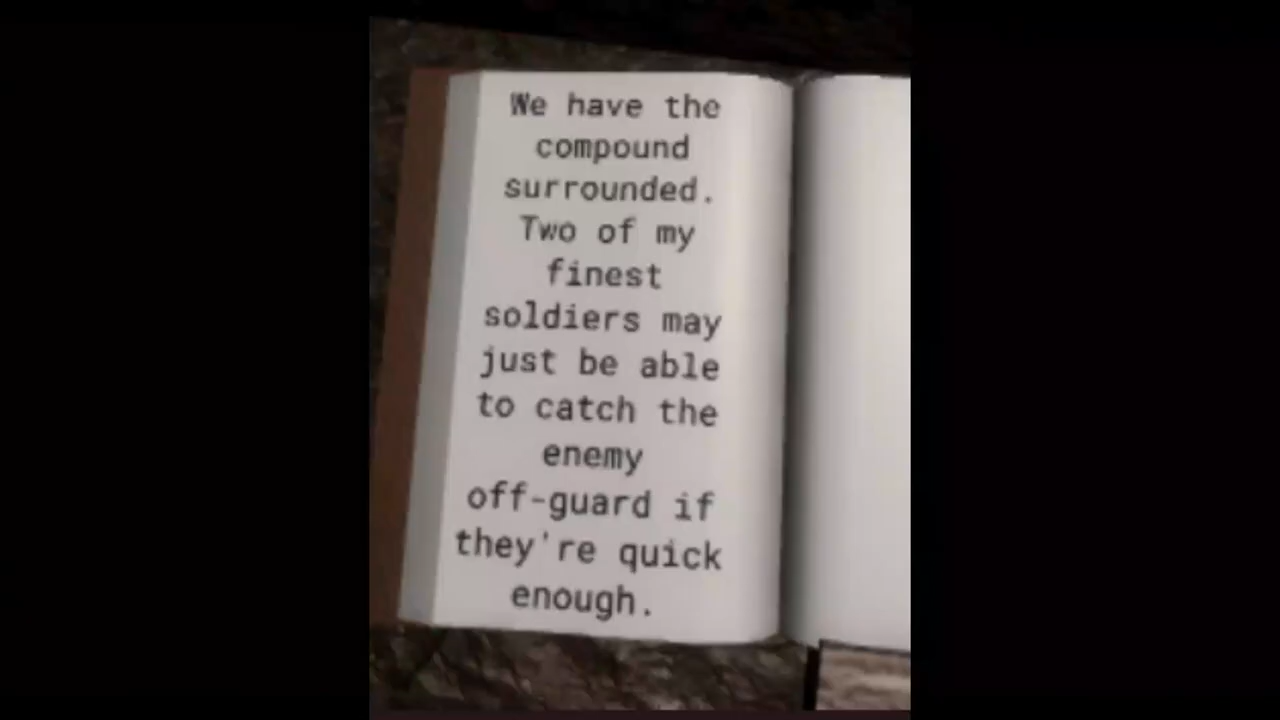 We have the
compound
surrounded.
Two of my
finest
soldiers may
just be able
to catch the
enemy
off-guard if
they're quick
enough.